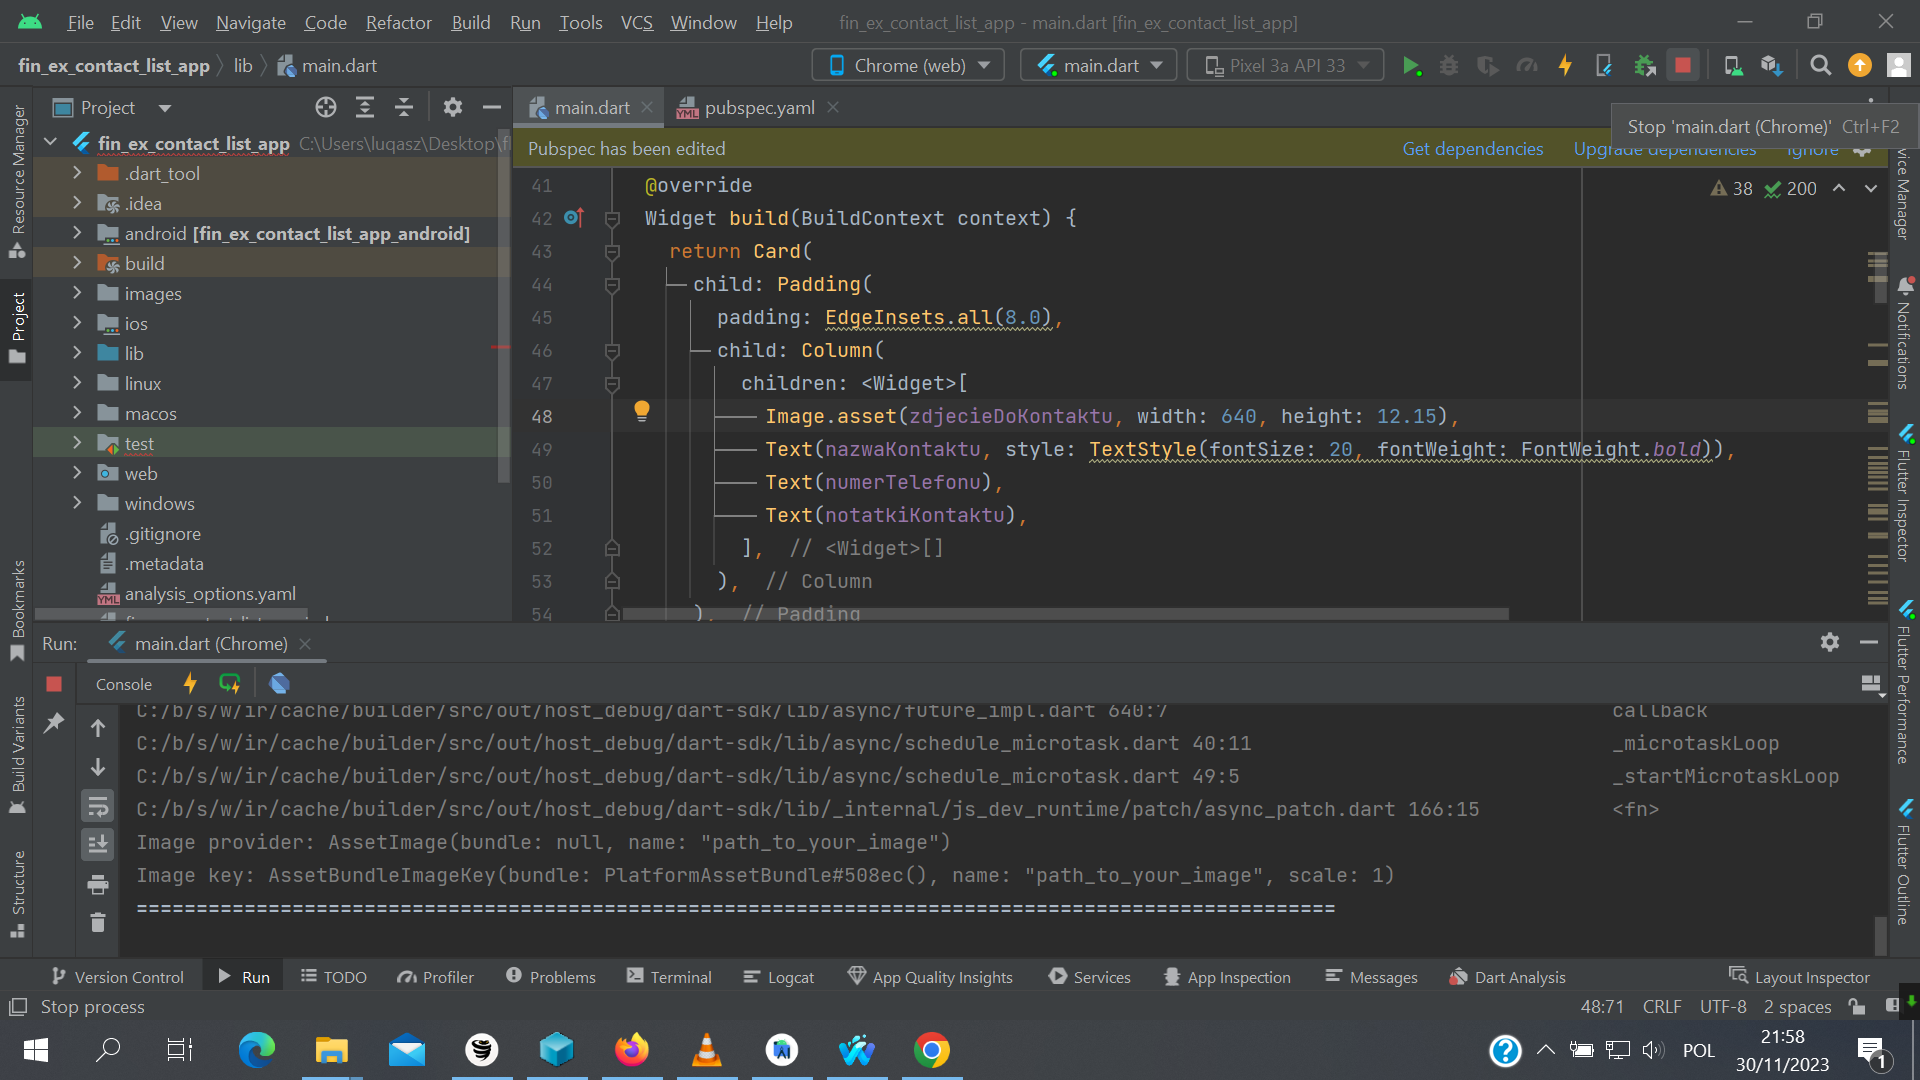 File Edit View Navigate Code Refactor Build Run Tools VCS Window Help fin_ex_contact_list_app - main.dart [fin_ex_contact_list_app]
fin_ex_contact_list_app lib main.dart Chrome (web) main.dart Pixel 3a API 33
Project main.dart pubspec.yaml
Stop 'main.dart (Chrome)' Ctrl+F2
Pubspec has been edited Get dependencies Upgrade dependencies Ignore
Resource Manager
Project
Bookmarks
Build Variants
Structure
fin_ex_contact_list_app C:\Users\luqasz\Desktop\fl
.dart_tool
.idea
android [fin_ex_contact_list_app_android]
build
images
ios
lib
linux
macos
test
web
windows
.gitignore
.metadata
analysis_options.yaml
38 200
41 @override
42 Widget build(BuildContext context) {
43 return Card(
44 child: Padding(
45 padding: EdgeInsets.all(8.0),
46 child: Column(
47 children: <Widget>[
48 Image.asset(zdjecieDoKontaktu, width: 640, height: 12.15),
49 Text(nazwaKontaktu, style: TextStyle(fontSize: 20, fontWeight: FontWeight.bold)),
50 Text(numerTelefonu),
51 Text(notatkiKontaktu),
52 ], // <Widget>[]
53 ), // Column
54 ), // Padding
vice Manager
Notifications
Flutter Inspector
Flutter Performance
Flutter Outline
Run: main.dart (Chrome)
Console
C:/b/s/w/ir/cache/builder/src/out/host_debug/dart-sdk/lib/async/future_impl.dart 640:7 callback
C:/b/s/w/ir/cache/builder/src/out/host_debug/dart-sdk/lib/async/schedule_microtask.dart 40:11 _microtaskLoop
C:/b/s/w/ir/cache/builder/src/out/host_debug/dart-sdk/lib/async/schedule_microtask.dart 49:5 _startMicrotaskLoop
C:/b/s/w/ir/cache/builder/src/out/host_debug/dart-sdk/lib/_internal/js_dev_runtime/patch/async_patch.dart 166:15 <fn>
Image provider: AssetImage(bundle: null, name: "path_to_your_image")
Image key: AssetBundleImageKey(bundle: PlatformAssetBundle#508ec(), name: "path_to_your_image", scale: 1)
====================================================================================================
Version Control Run TODO Profiler Problems Terminal Logcat App Quality Insights Services App Inspection Messages Dart Analysis Layout Inspector
Stop process 48:71 CRLF UTF-8 2 spaces
POL 21:58
30/11/2023
1